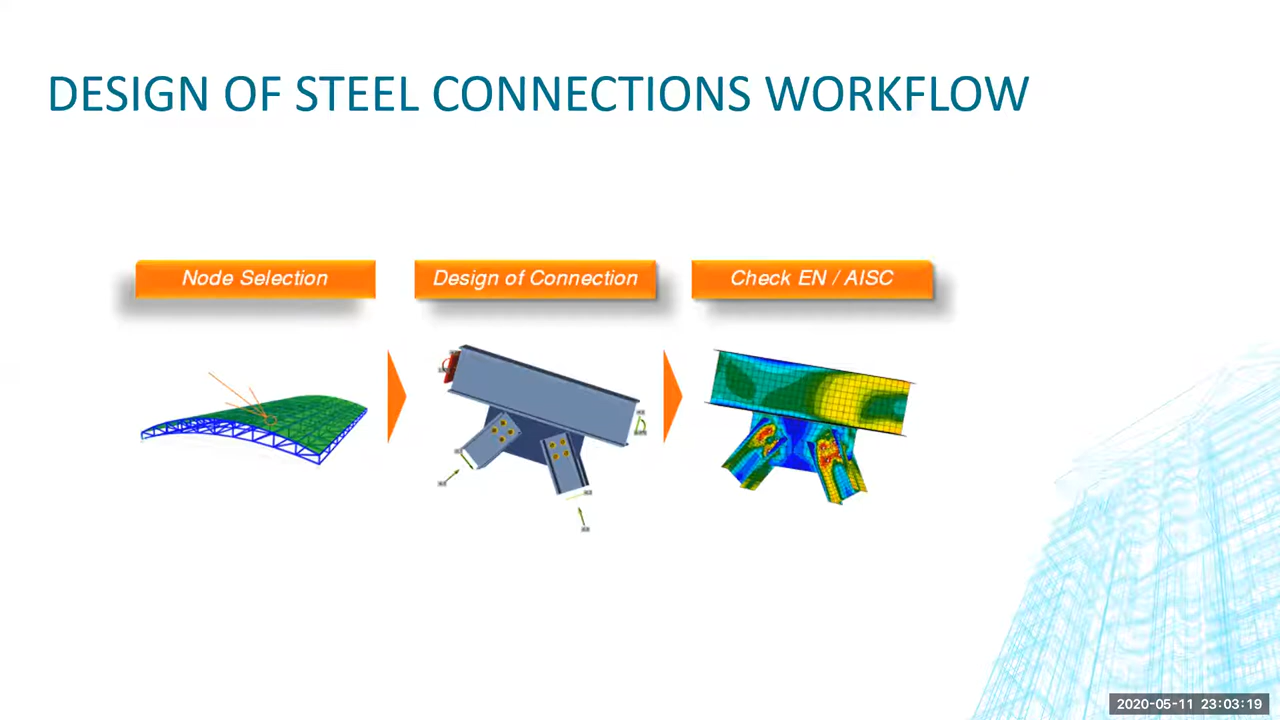 DESIGN OF STEEL CONNECTIONS WORKFLOW
Node Selection
Design of Connection
Check EN / AISC
2020-05-11 23:03:19